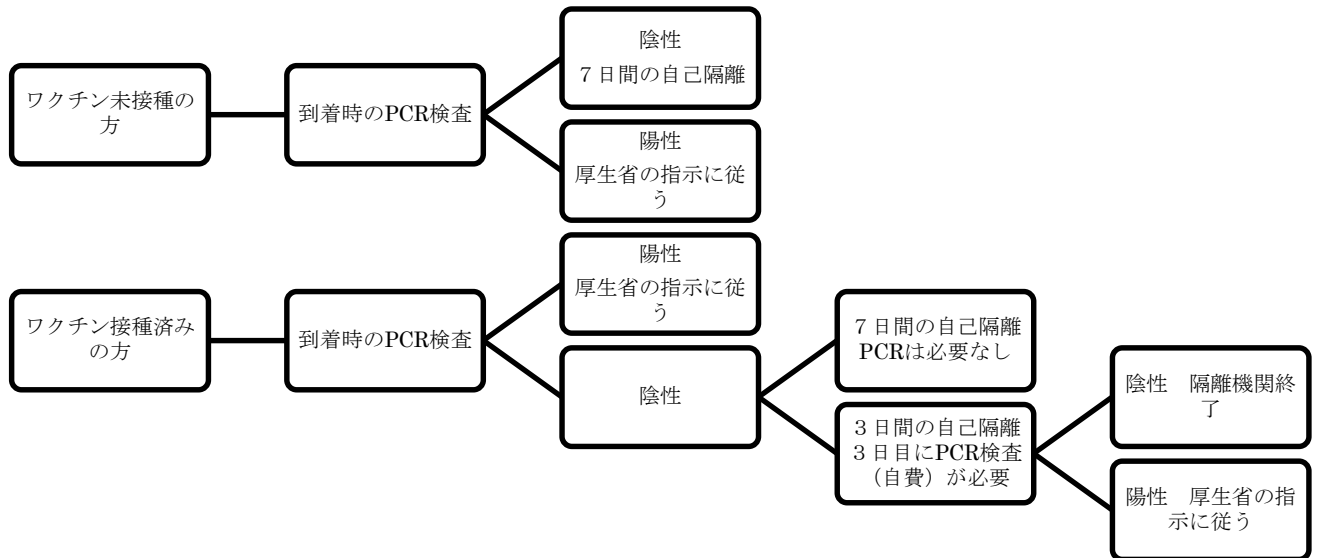 ワクチン未接種の
方
到着時のPCR検査
陰性
７日間の自己隔離
陽性
厚生省の指示に従
う
ワクチン接種済み
の方
到着時のPCR検査
陽性
厚生省の指示に従
う
陰性
７日間の自己隔離
PCRは必要なし
３日間の自己隔離
３日目にPCR検査
（自費）が必要
陰性　隔離機関終
了
陽性　厚生省の指
示に従う